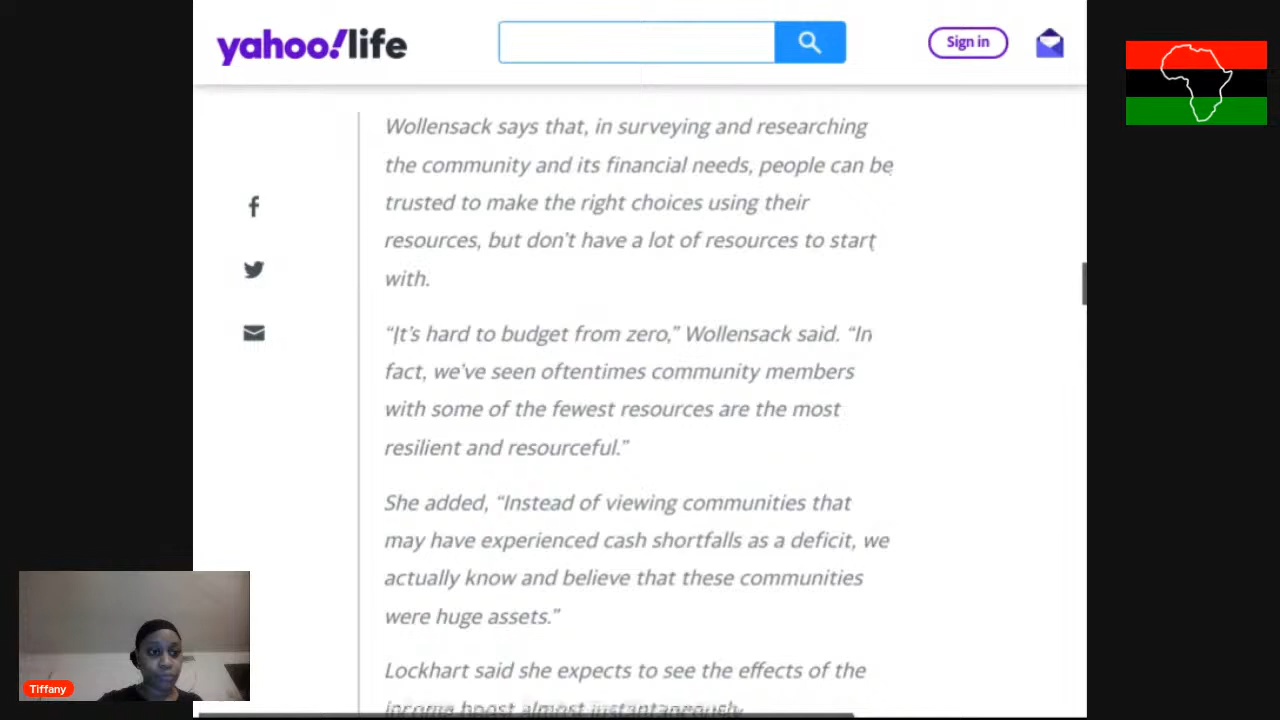 yahoo!life
Sign in
Wollensack says that, in surveying and researching
the community and its financial needs, people can be
trusted to make the right choices using their
resources, but don't have a lot of resources to start
with.
“It's hard to budget from zero,” Wollensack said. “In
fact, we've seen oftentimes community members
with some of the fewest resources are the most
resilient and resourceful.”
She added, “Instead of viewing communities that
may have experienced cash shortfalls as a deficit, we
actually know and believe that these communities
were huge assets.”
Lockhart said she expects to see the effects of the
income boost almost instantaneously
Tiffany